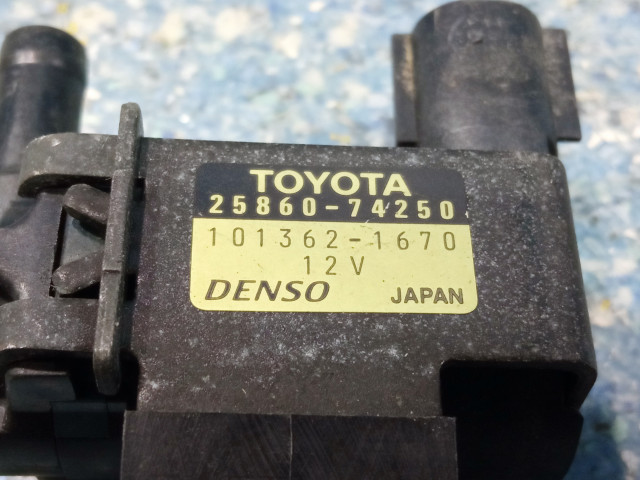 TOYOTA
25860-74250
101362-1670
12V
DENSO JAPAN